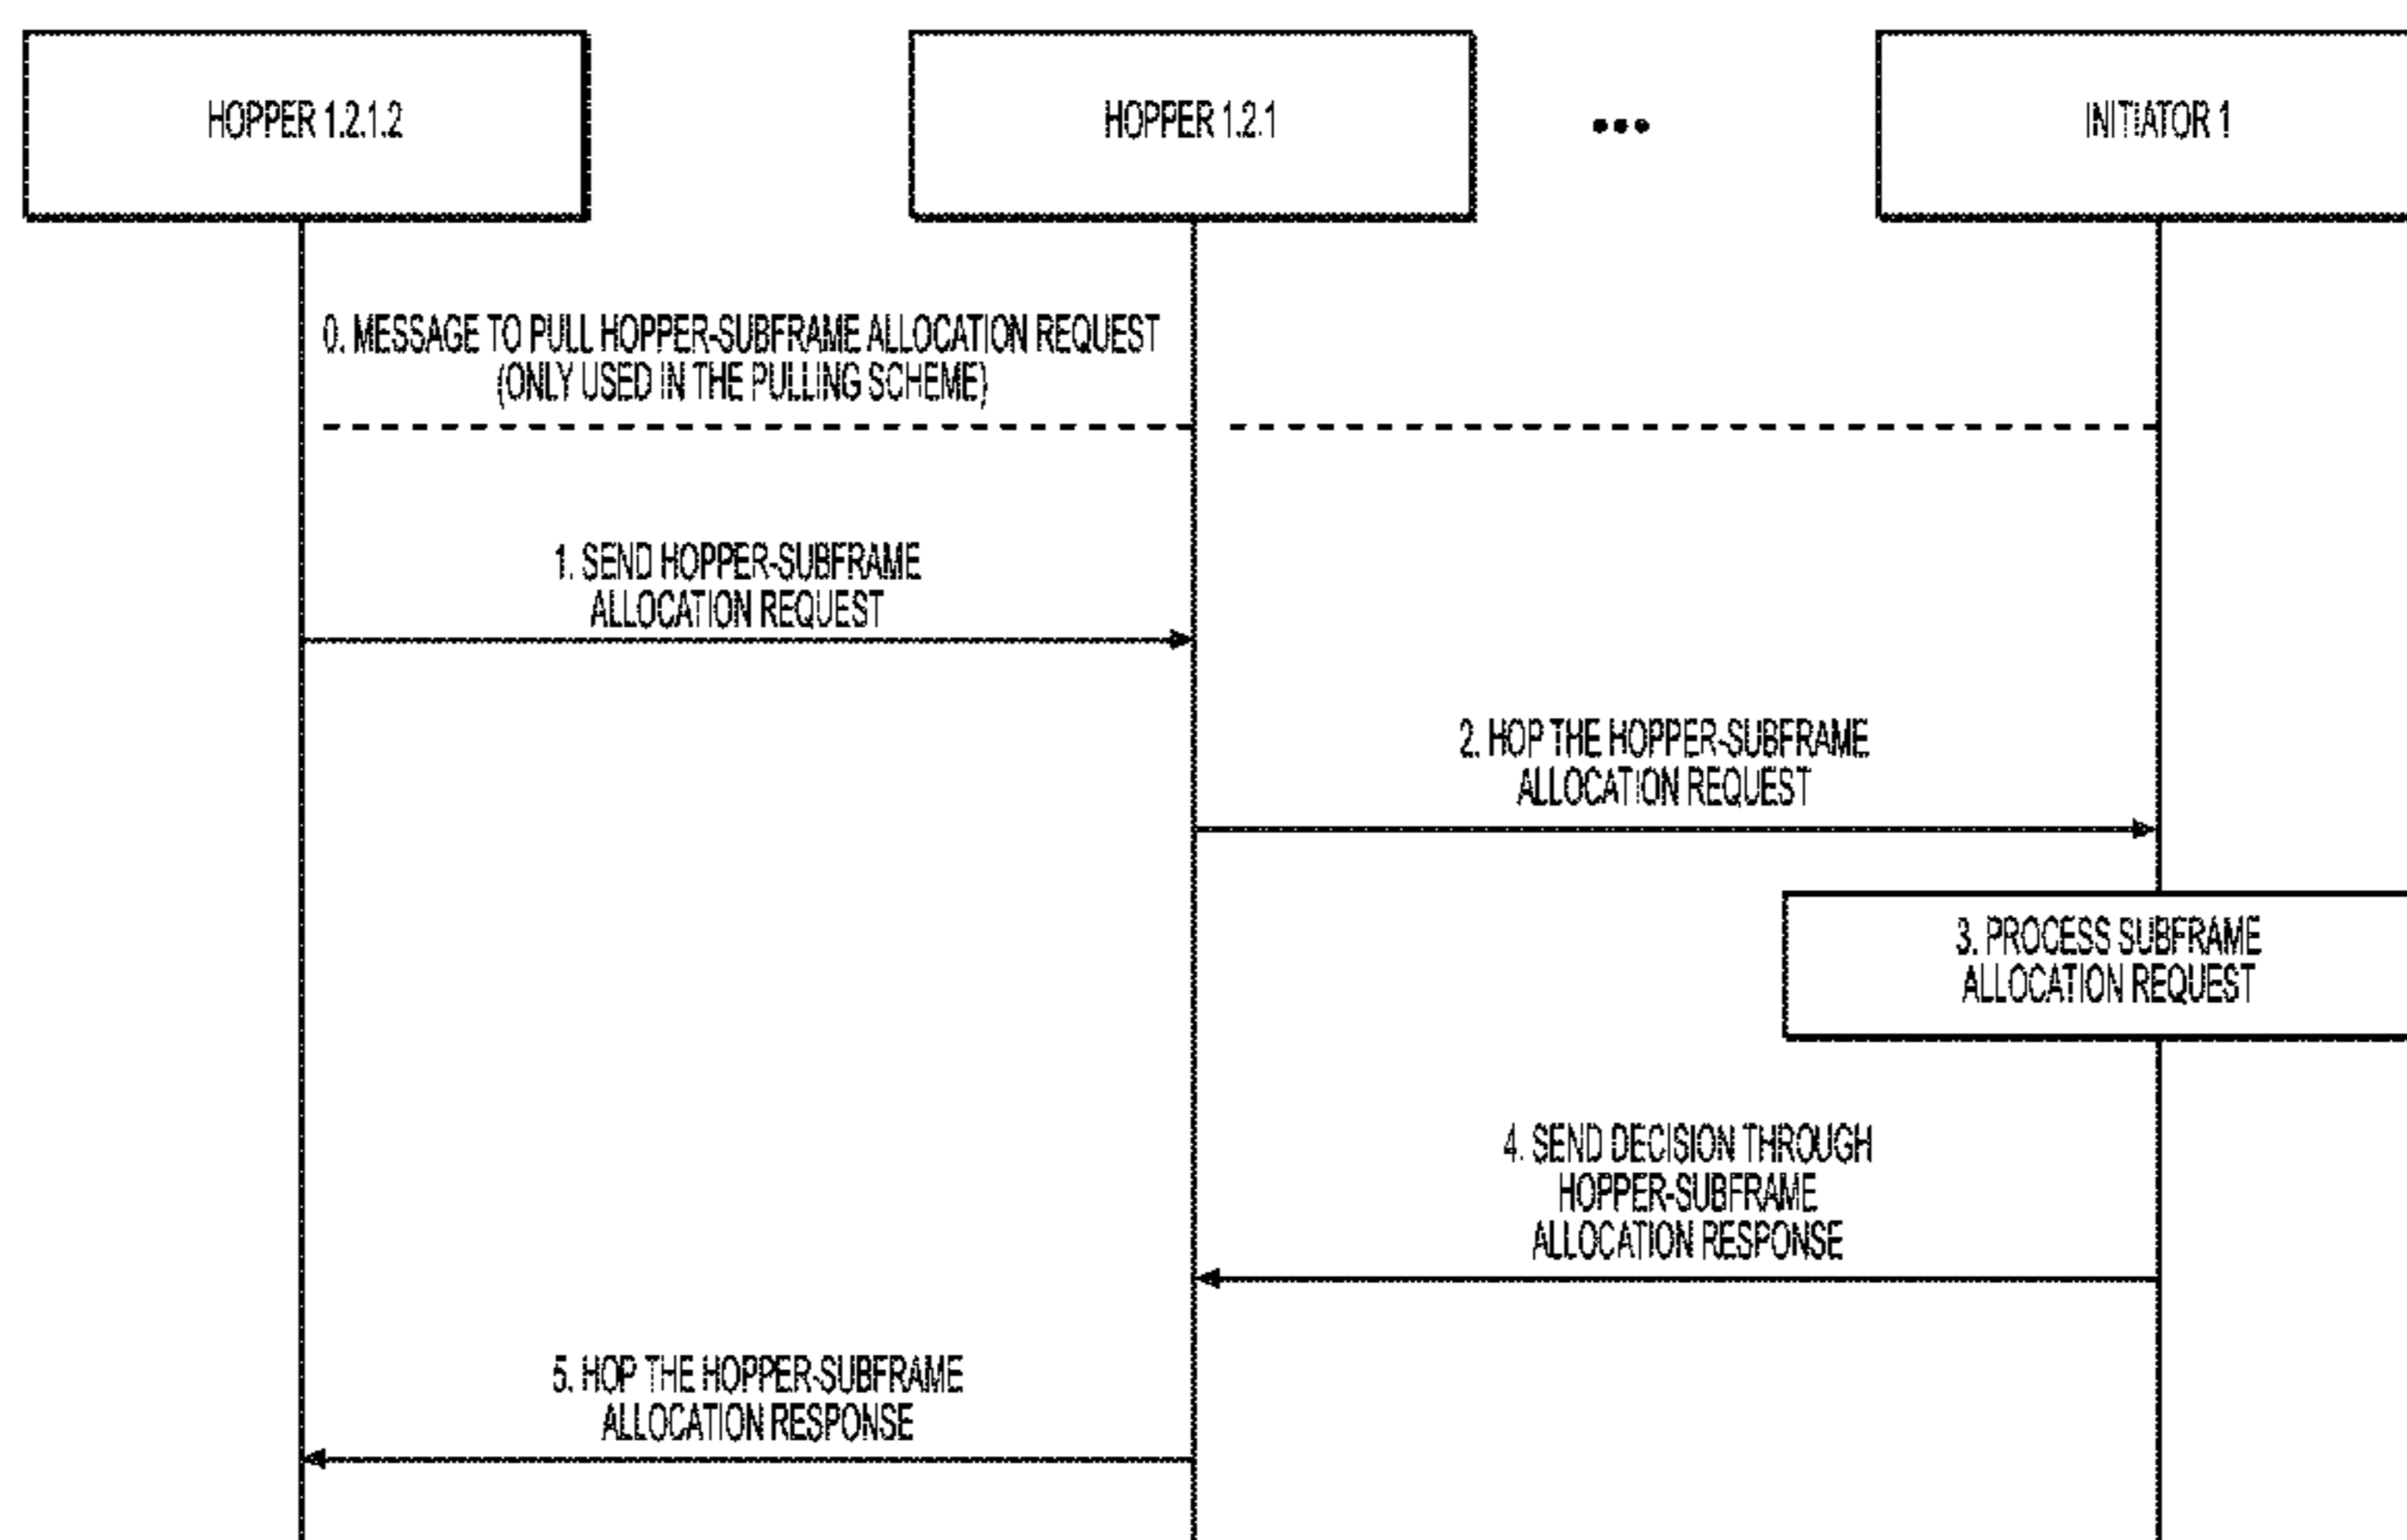 HOPPER 1.2.1.2
HOPPER 1.2.1
•••
INITIATOR 1
0. MESSAGE TO PULL HOPPER-SUBFRAME ALLOCATION REQUEST
(ONLY USED IN THE PULLING SCHEME)
1. SEND HOPPER-SUBFRAME
ALLOCATION REQUEST
2. HOP THE HOPPER-SUBFRAME
ALLOCATION REQUEST
3. PROCESS SUBFRAME
ALLOCATION REQUEST
4. SEND DECISION THROUGH
HOPPER-SUBFRAME
ALLOCATION RESPONSE
5. HOP THE HOPPER-SUBFRAME
ALLOCATION RESPONSE